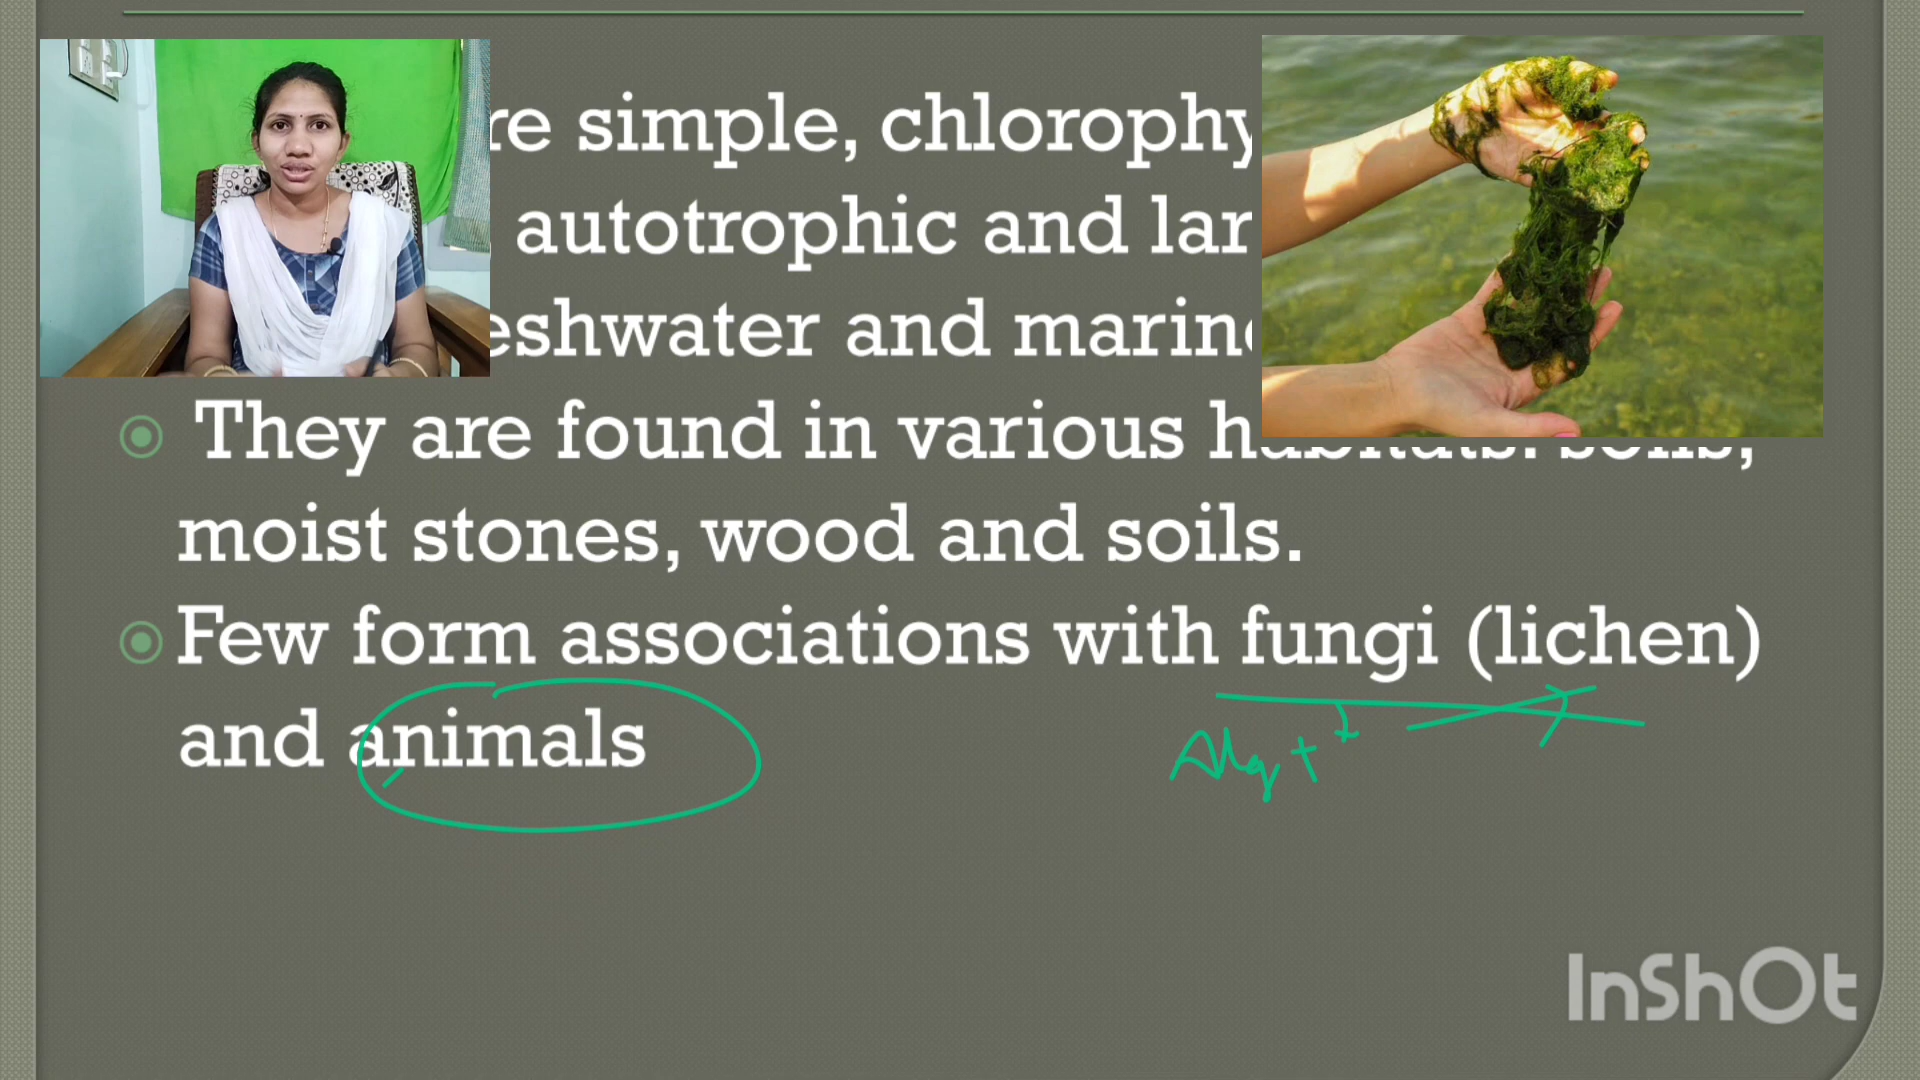 re simple, chlorophy
autotrophic and lar
eshwater and marin
They are found in various habitats: soils,
moist stones, wood and soils.
Few form associations with fungi (lichen)
and animals
Alg +
InShOt